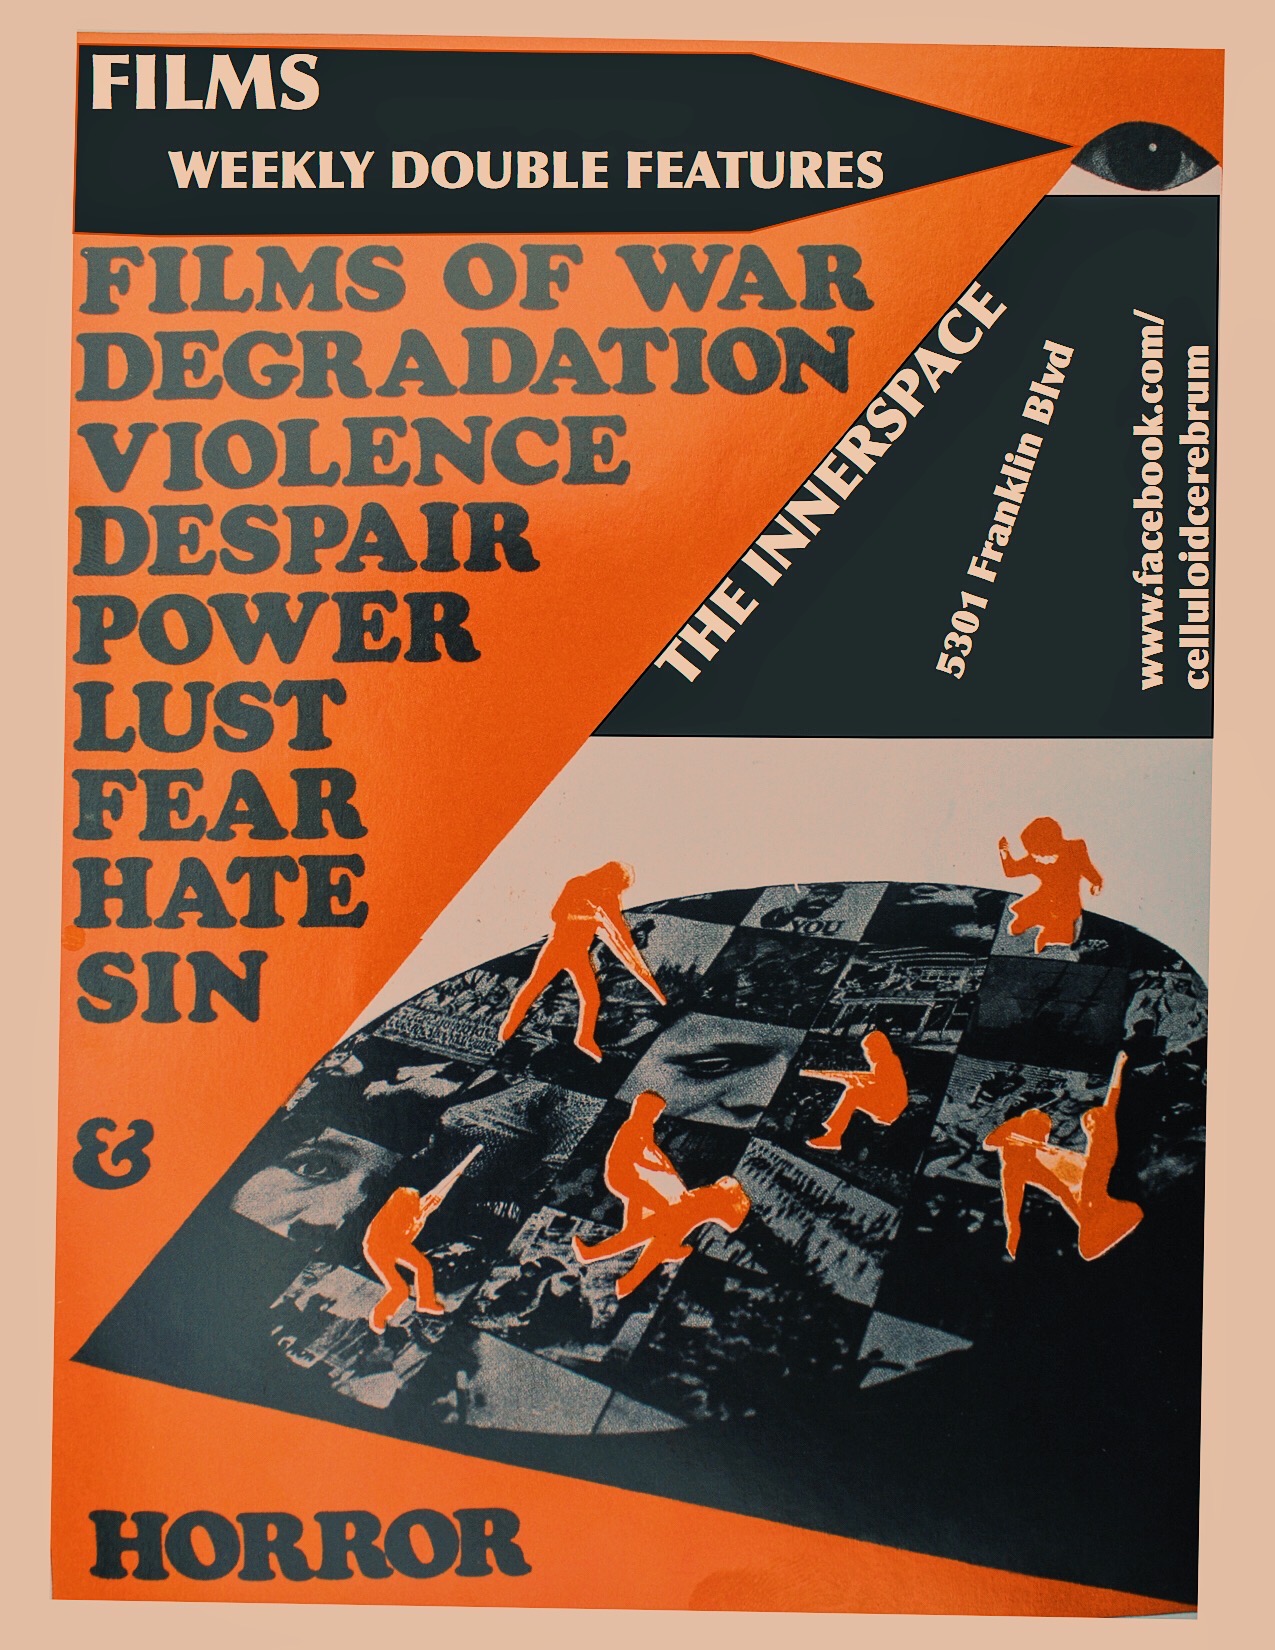 FILMS
WEEKLY DOUBLE FEATURES
FILMS OF WAR
DEGRADATION
VIOLENCE
DESPAIR
POWER
LUST
FEAR
HATE
SIN
&
HORROR
THE INNERSPACE
5301 Franklin Blvd
www.facebook.com/
celluloidcerebrum
YOU